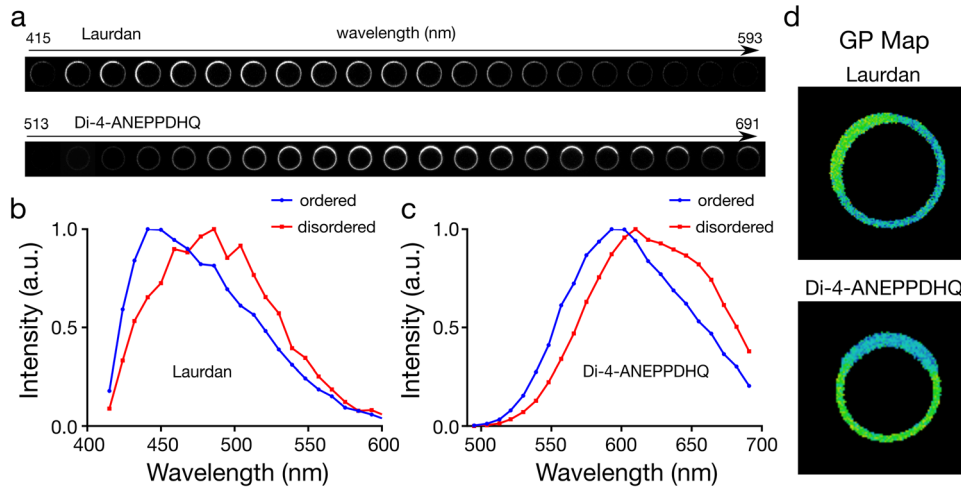 a
415 Laurdan wavelength (nm) 593
513 Di-4-ANEPPDHQ 691
b
ordered
disordered
1.0
0.5
0.0
Intensity (a.u.)
Laurdan
400 450 500 550 600
Wavelength (nm)
c
ordered
disordered
1.0
0.5
0.0
Intensity (a.u.)
Di-4-ANEPPDHQ
500 550 600 650 700
Wavelength (nm)
d
GP Map
Laurdan
Di-4-ANEPPDHQ